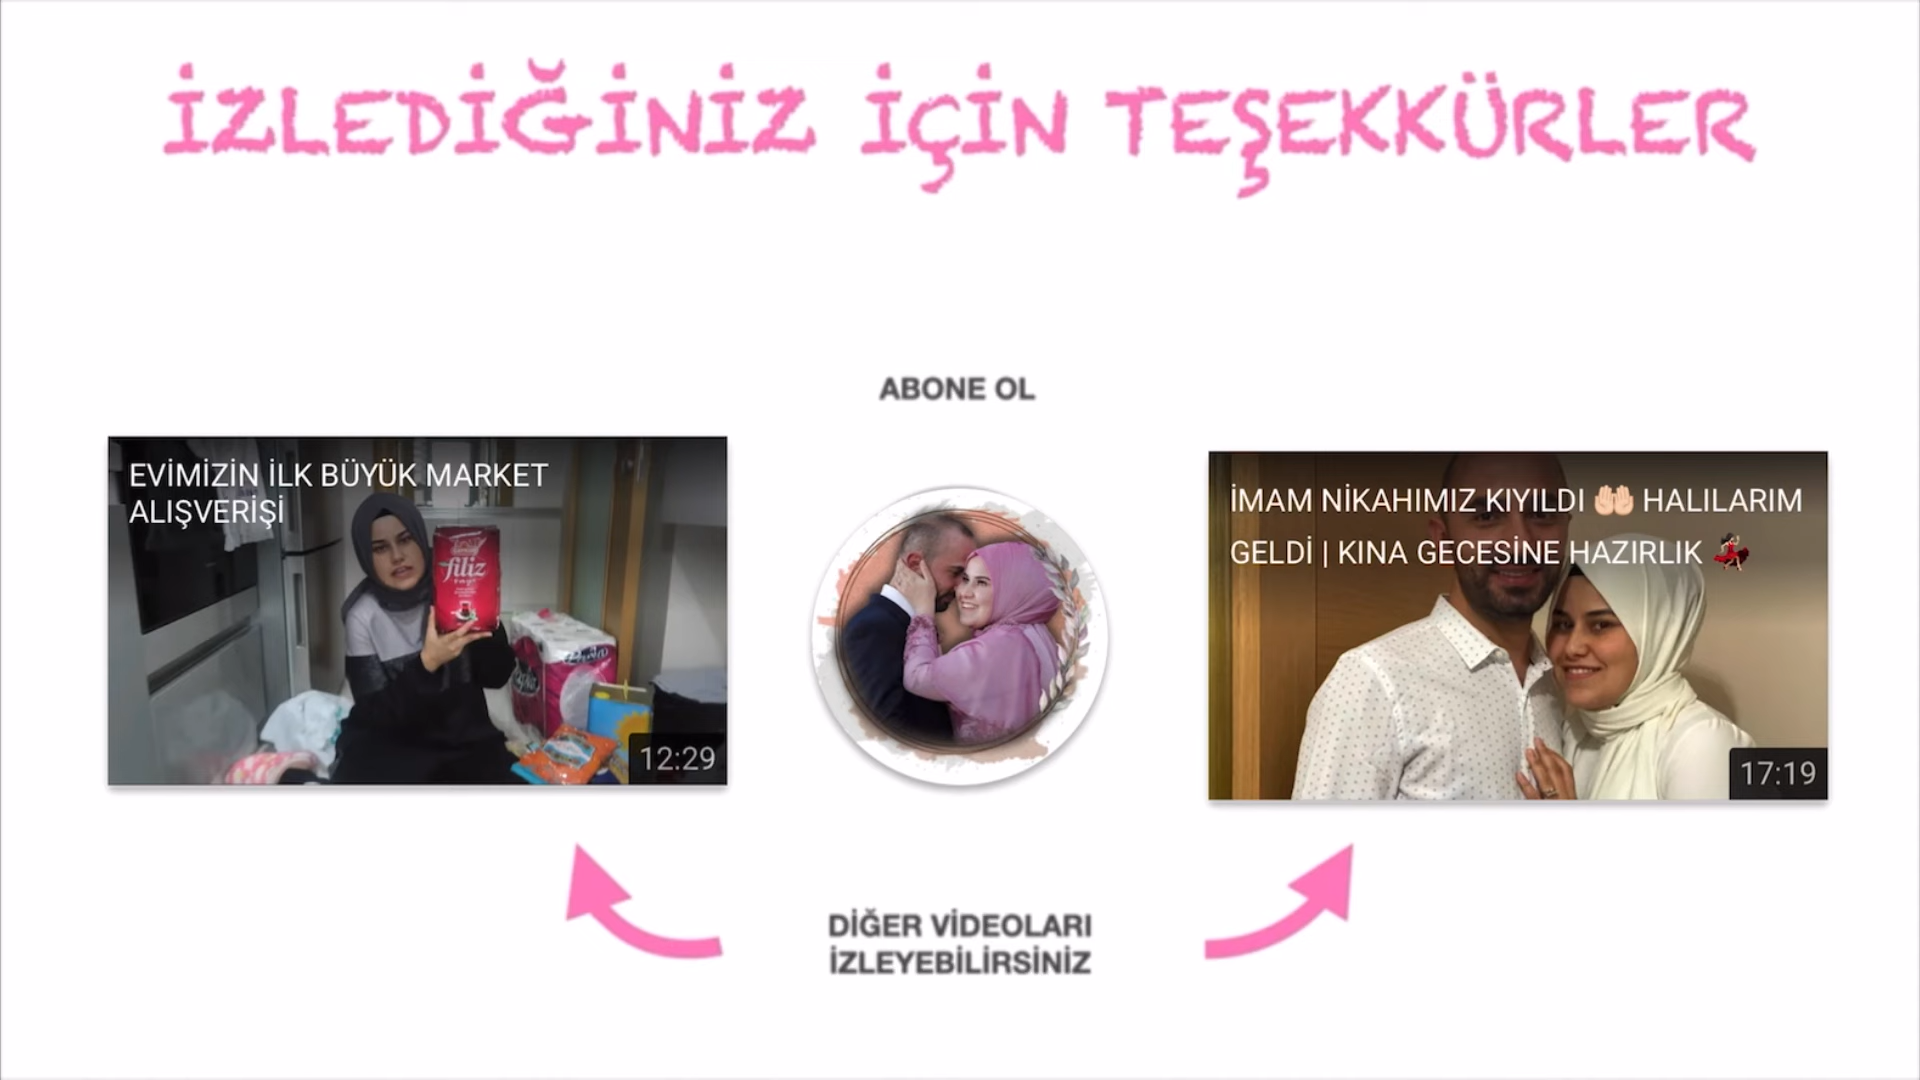 İZLEDİĞİNİZ İÇİN TEŞEKKÜRLER
ABONE OL
EVİMİZİN İLK BÜYÜK MARKET
ALIŞVERİŞİ
filiz
12:29
İMAM NİKAHIMIZ KIYILDI 🤲🏻 HALILARIM
GELDİ | KINA GECESİNE HAZIRLIK 💃🏻
17:19
DİĞER VİDEOLARI
İZLEYEBİLİRSİNİZ